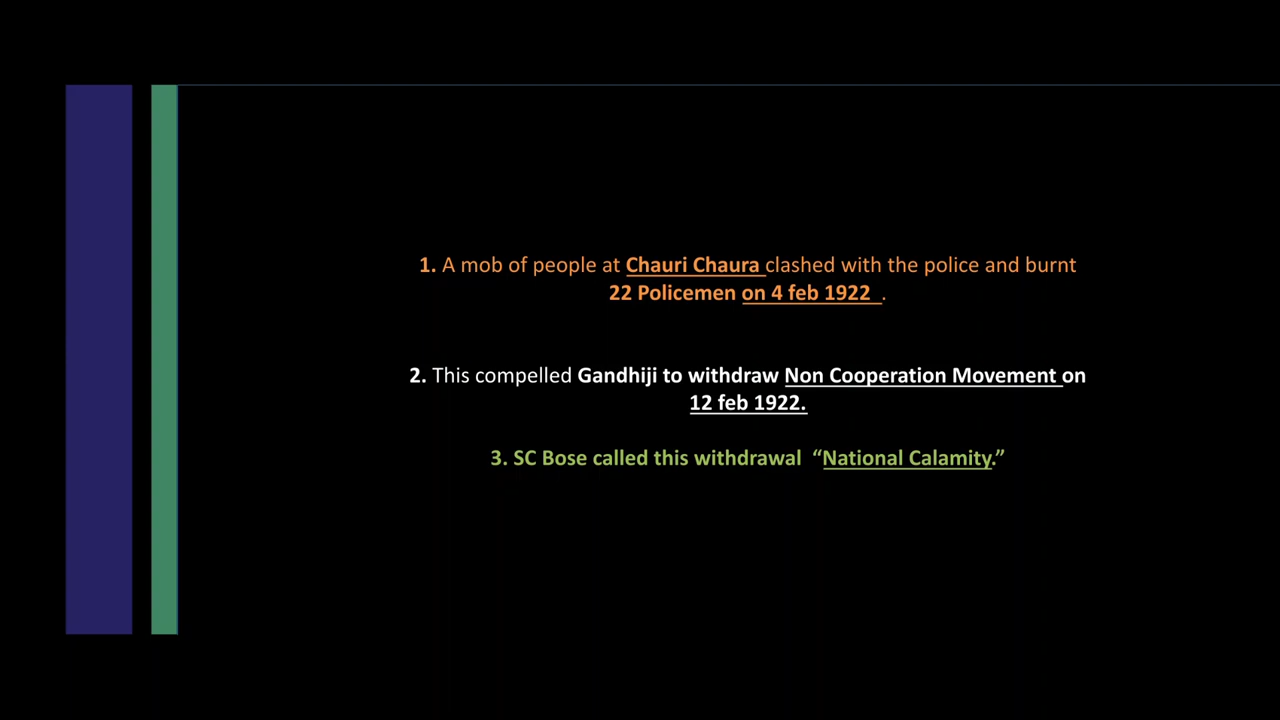 1. A mob of people at Chauri Chaura clashed with the police and burnt
22 Policemen on 4 feb 1922 .
2. This compelled Gandhiji to withdraw Non Cooperation Movement on
12 feb 1922.
3. SC Bose called this withdrawal “National Calamity.”